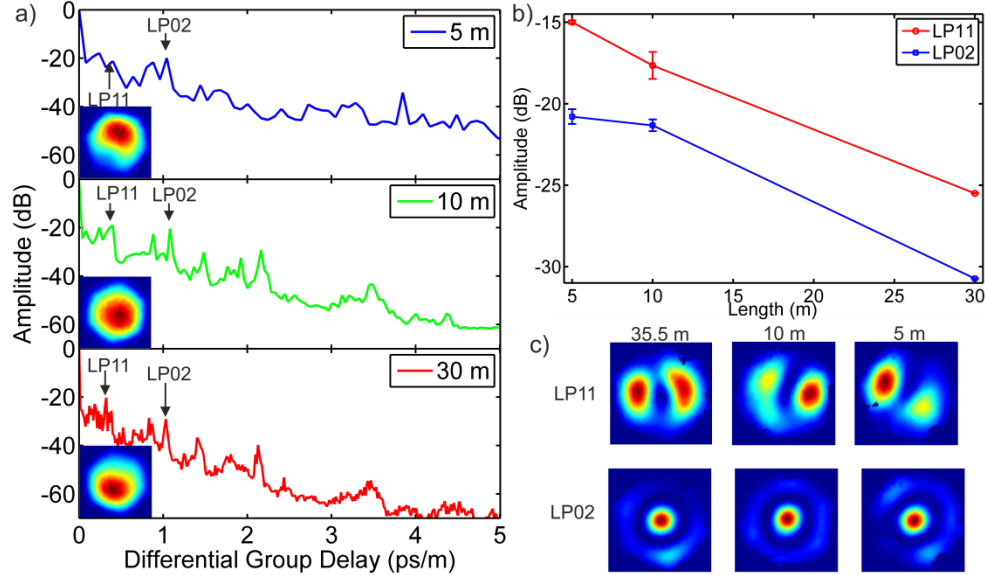 a)
0
-20
-40
-60
LP02
LP11
5 m
0
-20
-40
-60
LP11
LP02
10 m
0
-20
-40
-60
LP11
LP02
30 m
Amplitude (dB)
0 1 2 3 4 5
Differential Group Delay (ps/m)
b)
-15
-20
-25
-30
LP11
LP02
Amplitude (dB)
5 10 15 20 25 30
Length (m)
c)
35.5 m 10 m 5 m
LP11
LP02